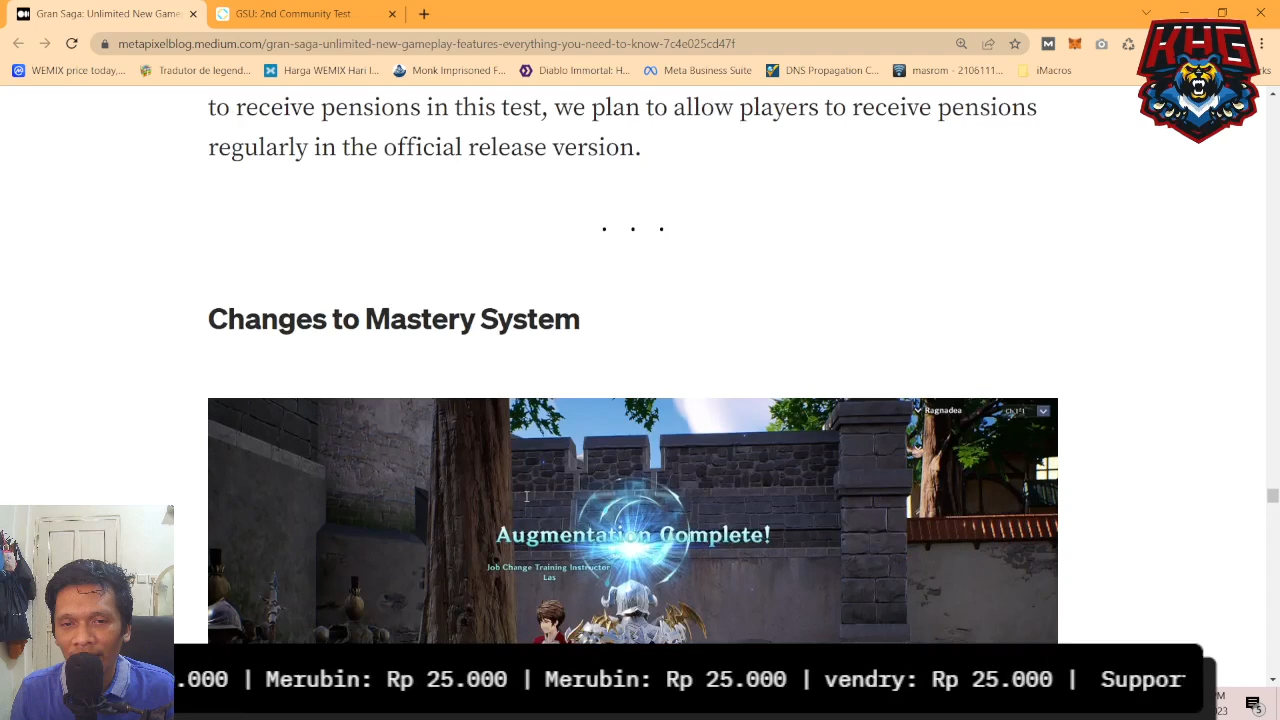 Gran Saga: Unlimited New Game
GSU: 2nd Community Test
metapixelblog.medium.com/gran-saga-unlimited-new-gameplay-features-everything-you-need-to-know-7c4e025cd47f
WEMIX price today,...
Tradutor de legend...
Harga WEMIX Hari I...
Monk Imprisoned D...
Diablo Immortal: H...
Meta Business Suite
DNS Propagation C...
mastrom - 2106111...
iMacros
KHG
to receive pensions in this test, we plan to allow players to receive pensions
regularly in the official release version.
. . .
Changes to Mastery System
Ragnadea
Augmentation Complete!
Job Change Training Instructor
Las
.000 | Merubin: Rp 25.000 | Merubin: Rp 25.000 | vendry: Rp 25.000 | Suppor
M
023
5